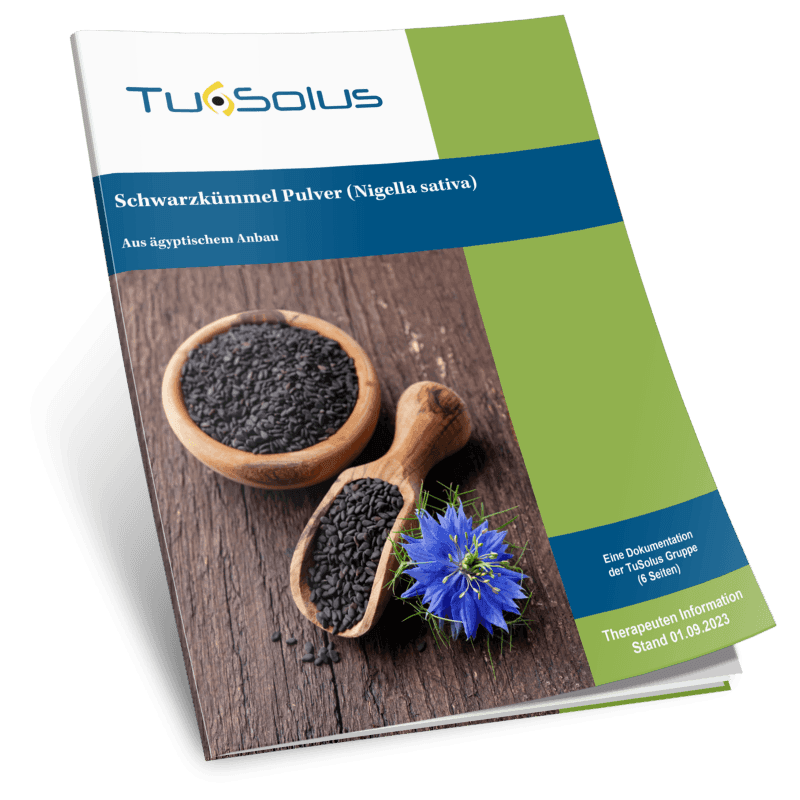 TuSolus
Schwarzkümmel Pulver (Nigella sativa)
Aus ägyptischem Anbau
Eine Dokumentation
der TuSolus Gruppe
(6 Seiten)
Therapeuten Information
Stand 01.09.2023